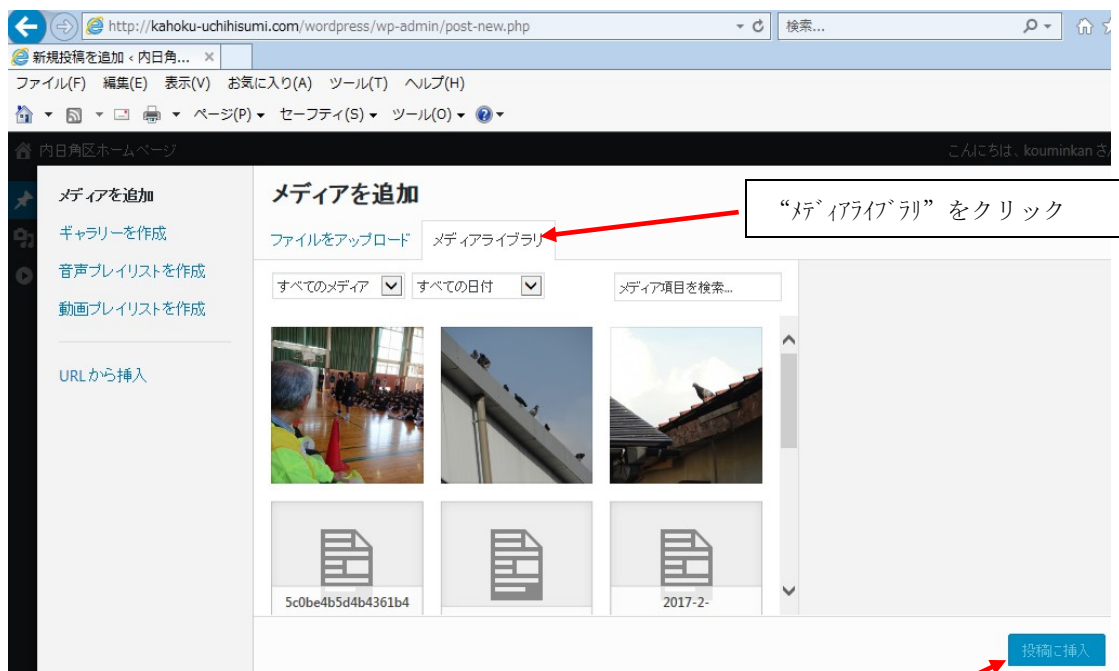 http://kahoku-uchihisumi.com/wordpress/wp-admin/post-new.php
検索...
新規投稿を追加 ‹ 内日角... ×
ファイル(F) 編集(E) 表示(V) お気に入り(A) ツール(T) ヘルプ(H)
ページ(P) セーフティ(S) ツール(O)
内日角区ホームページ
こんにちは、kouminkan さ
メディアを追加
ギャラリーを作成
音声プレイリストを作成
動画プレイリストを作成
URLから挿入
メディアを追加
“ﾒﾃﾞｨｱﾗｲﾌﾞﾗﾘ”をクリック
ファイルをアップロード メディアライブラリ
すべてのメディア すべての日付 メディア項目を検索...
5c0be4b5d4b4361b4
2017-2-
投稿に挿入